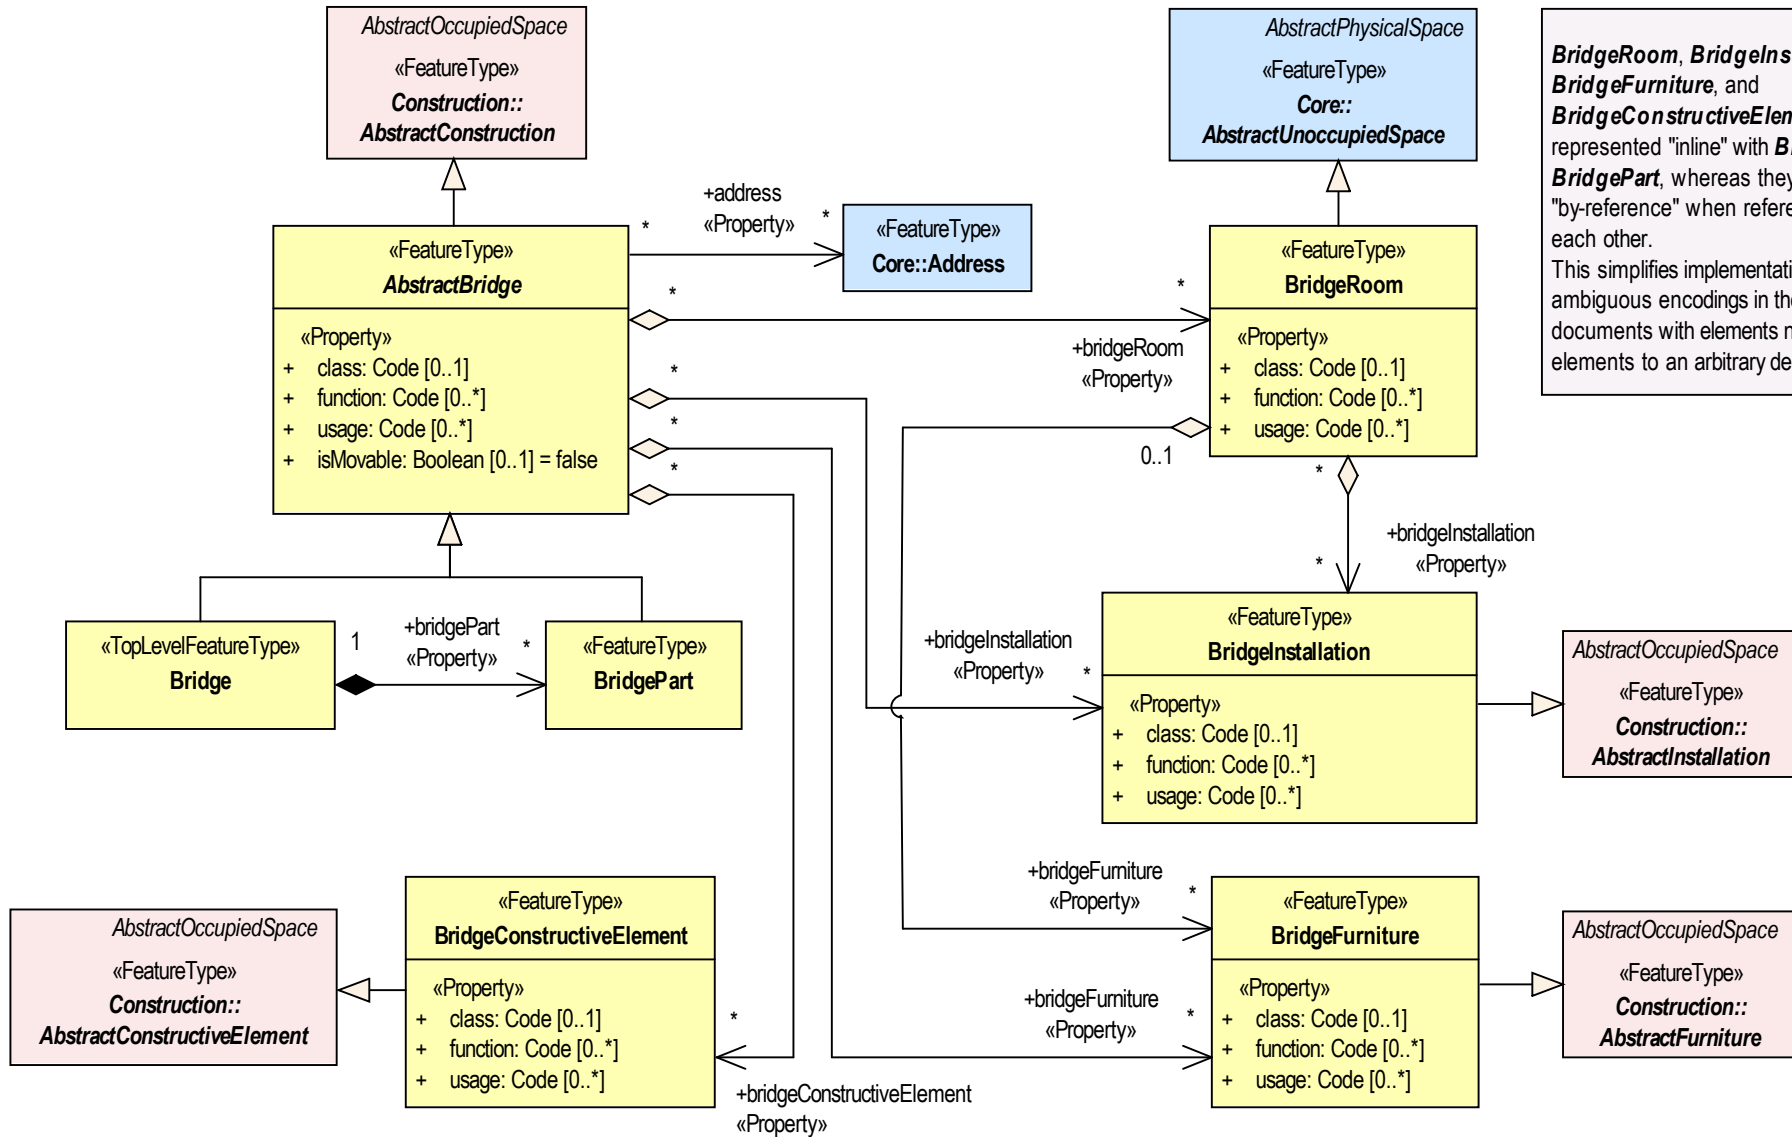 AbstractOccupiedSpace
«FeatureType»
Construction::
AbstractConstruction
AbstractPhysicalSpace
«FeatureType»
Core::
AbstractUnoccupiedSpace
BridgeRoom, BridgeIns
BridgeFurniture, and
BridgeConstructiveElem
represented "inline" with B
BridgePart, whereas they
"by-reference" when refere
each other.
This simplifies implementati
ambiguous encodings in the
documents with elements n
elements to an arbitrary de
+address
«Property»
*
*
«FeatureType»
Core::Address
«FeatureType»
AbstractBridge
«Property»
+ class: Code [0..1]
+ function: Code [0..*]
+ usage: Code [0..*]
+ isMovable: Boolean [0..1] = false
*
*
*
*
*
+bridgeRoom
«Property»
«FeatureType»
BridgeRoom
«Property»
+ class: Code [0..1]
+ function: Code [0..*]
+ usage: Code [0..*]
0..1
*
+bridgeInstallation
«Property»
*
«TopLevelFeatureType»
Bridge
1
+bridgePart
«Property»
*
«FeatureType»
BridgePart
+bridgeInstallation
«Property»
*
«FeatureType»
BridgeInstallation
«Property»
+ class: Code [0..1]
+ function: Code [0..*]
+ usage: Code [0..*]
AbstractOccupiedSpace
«FeatureType»
Construction::
AbstractInstallation
AbstractOccupiedSpace
«FeatureType»
Construction::
AbstractConstructiveElement
«FeatureType»
BridgeConstructiveElement
«Property»
+ class: Code [0..1]
+ function: Code [0..*]
+ usage: Code [0..*]
*
+bridgeConstructiveElement
«Property»
+bridgeFurniture
«Property»
*
+bridgeFurniture
«Property»
*
«FeatureType»
BridgeFurniture
«Property»
+ class: Code [0..1]
+ function: Code [0..*]
+ usage: Code [0..*]
AbstractOccupiedSpace
«FeatureType»
Construction::
AbstractFurniture